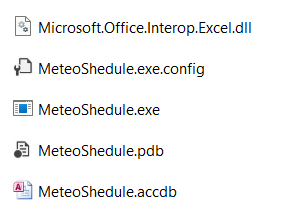 Microsoft.Office.Interop.Excel.dll
MeteoShedule.exe.config
MeteoShedule.exe
MeteoShedule.pdb
MeteoShedule.accdb